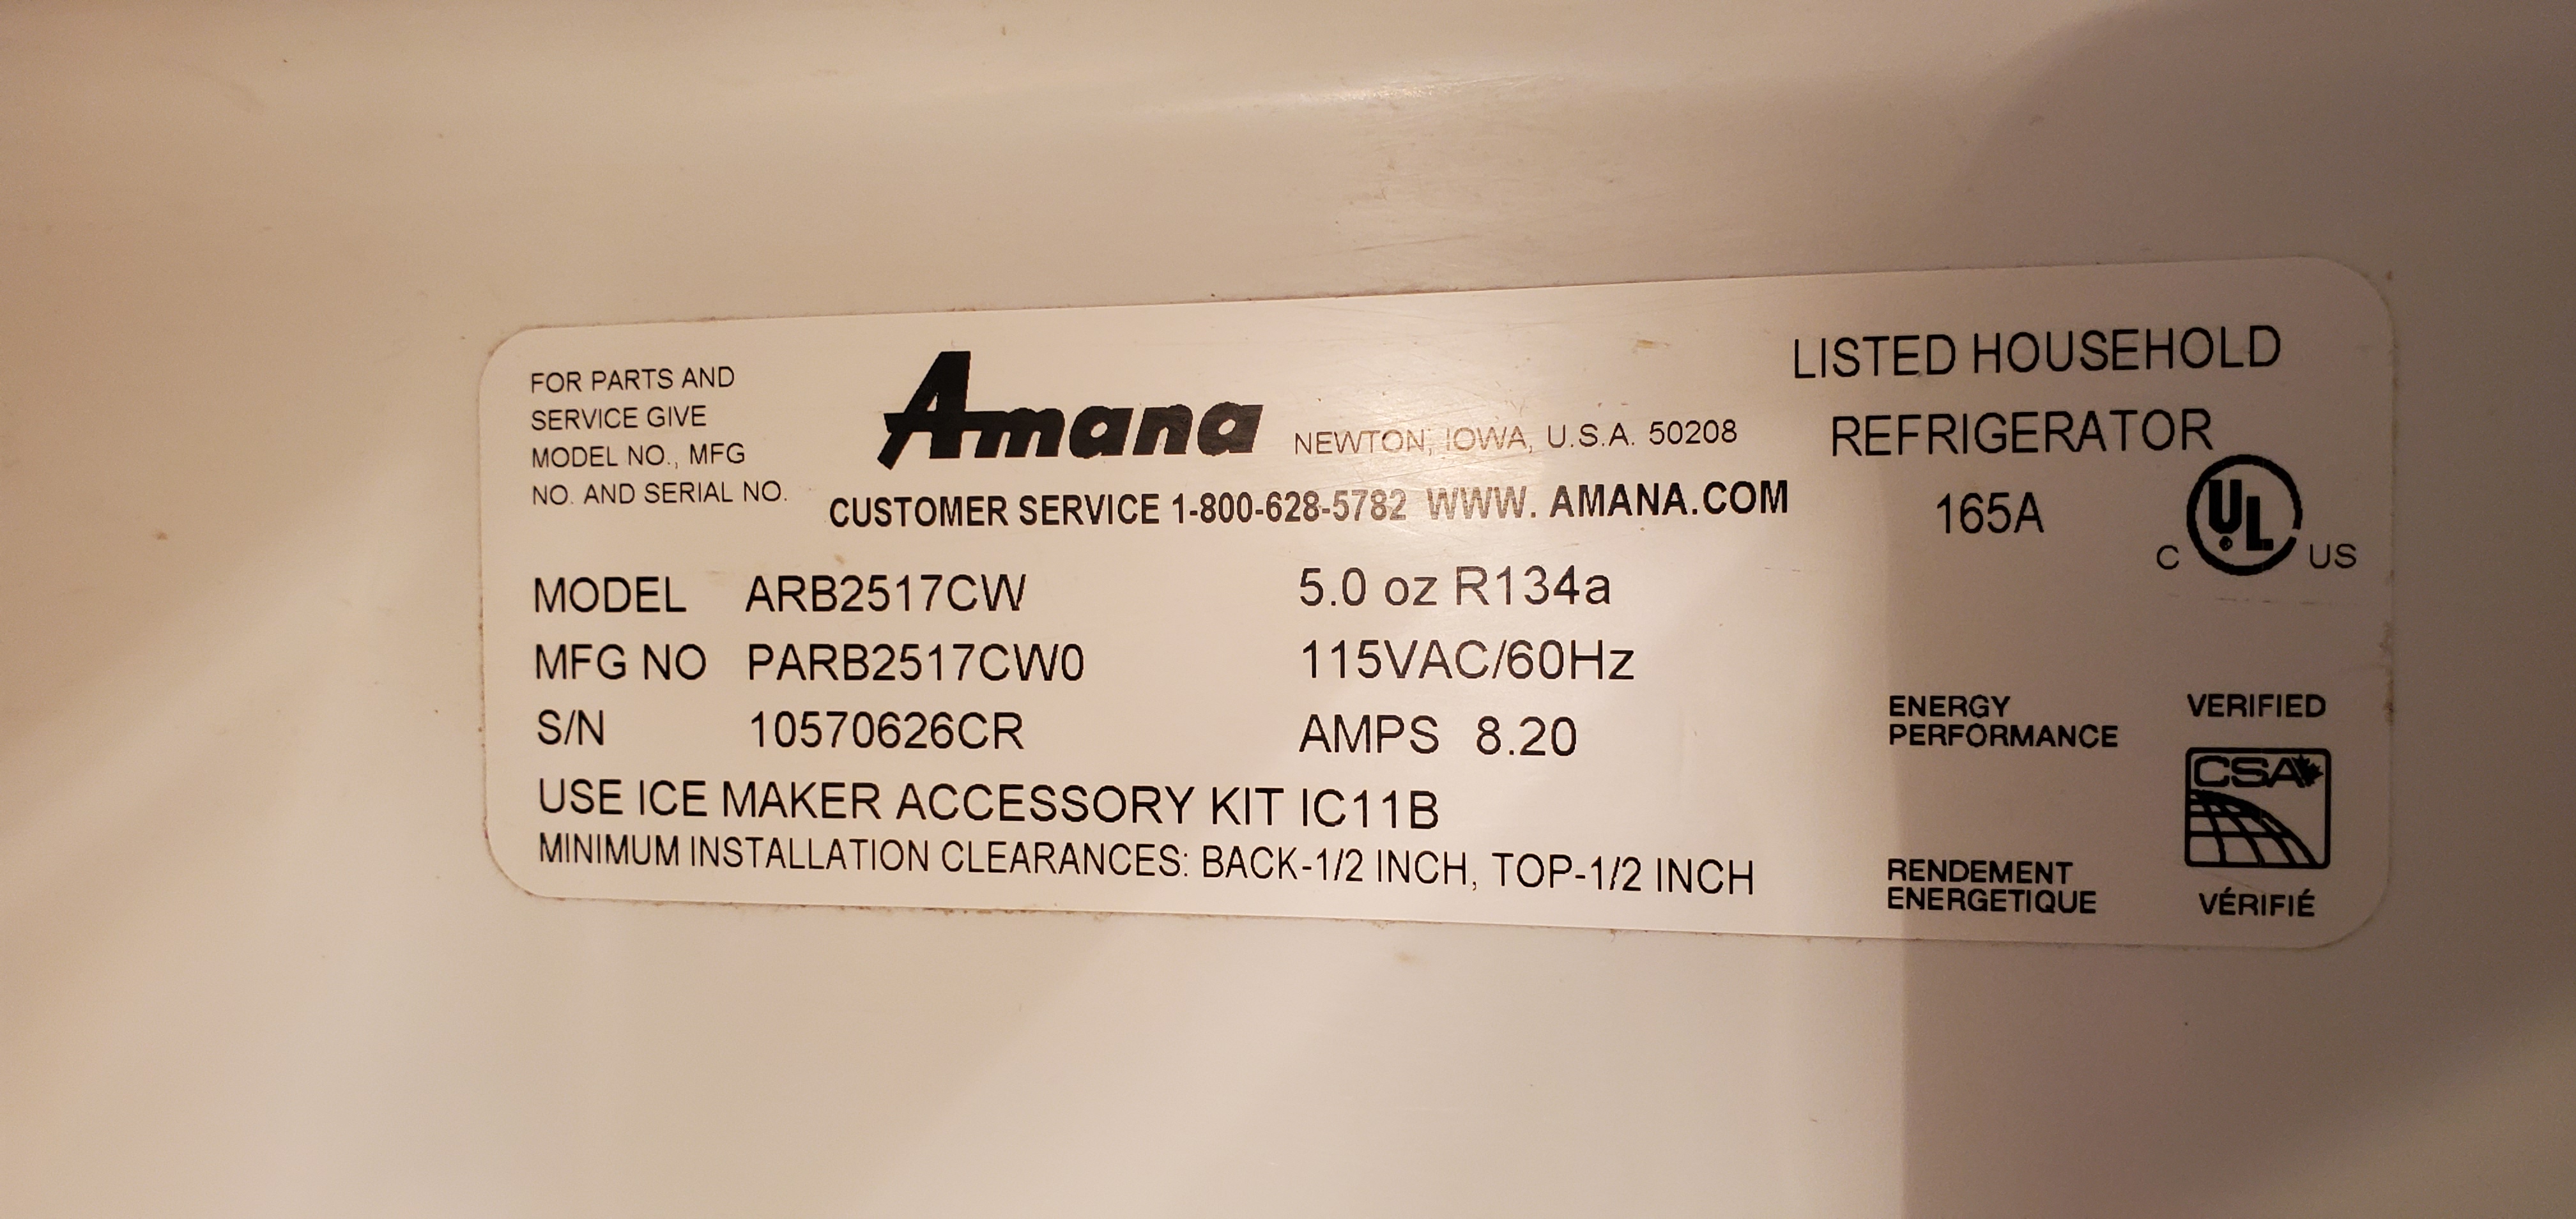 FOR PARTS AND
SERVICE GIVE
MODEL NO., MFG
NO. AND SERIAL NO.
Amana NEWTON, IOWA, U.S.A. 50208
CUSTOMER SERVICE 1-800-628-5782 WWW. AMANA.COM
LISTED HOUSEHOLD
REFRIGERATOR
165A
C UL US
MODEL ARB2517CW 5.0 oz R134a
MFG NO PARB2517CW0 115VAC/60Hz
S/N 10570626CR AMPS 8.20
USE ICE MAKER ACCESSORY KIT IC11B
MINIMUM INSTALLATION CLEARANCES: BACK-1/2 INCH, TOP-1/2 INCH
ENERGY
PERFORMANCE
VERIFIED
CSA
RENDEMENT
ENERGETIQUE
VÉRIFIÉ